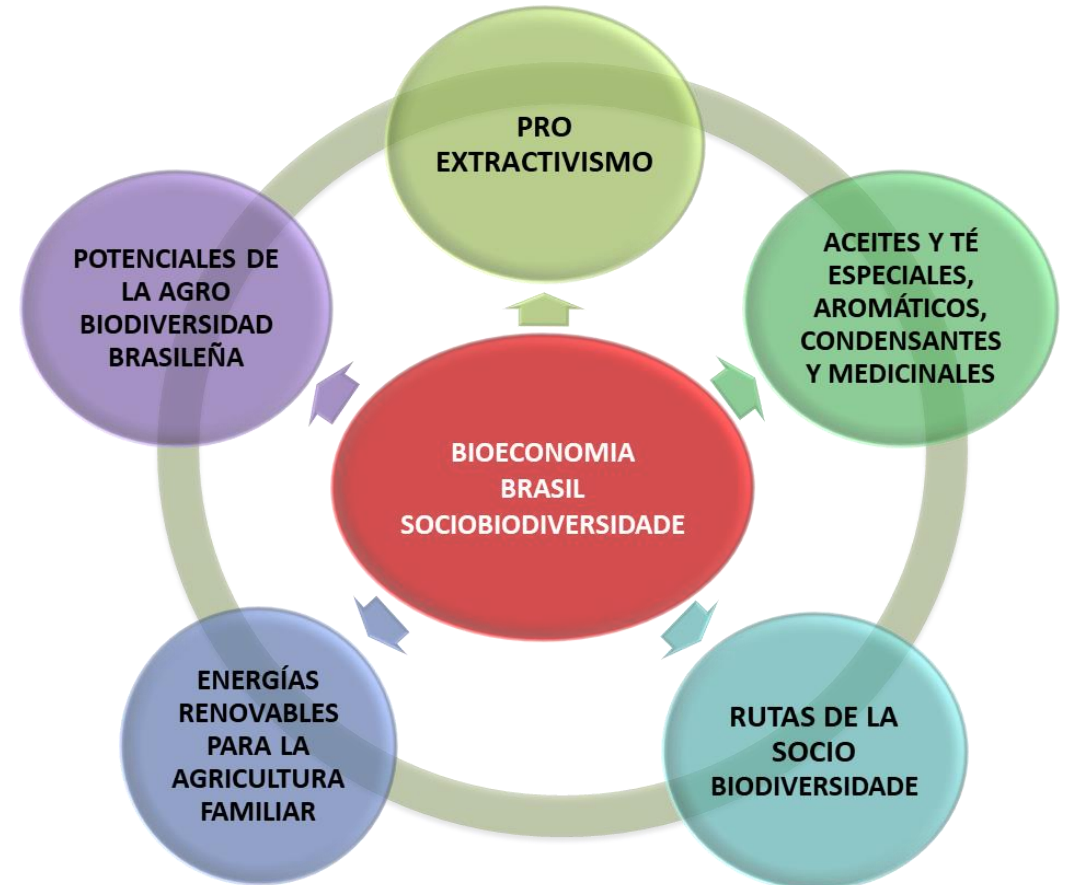 PRO
EXTRACTIVISMO
ACEITES Y TÉ
ESPECIALES,
AROMÁTICOS,
CONDENSANTES
Y MEDICINALES
POTENCIALES DE
LA AGRO
BIODIVERSIDAD
BRASILEÑA
BIOECONOMIA
BRASIL
SOCIOBIODIVERSIDADE
ENERGÍAS
RENOVABLES
PARA LA
AGRICULTURA
FAMILIAR
RUTAS DE LA
SOCIO
BIODIVERSIDADE